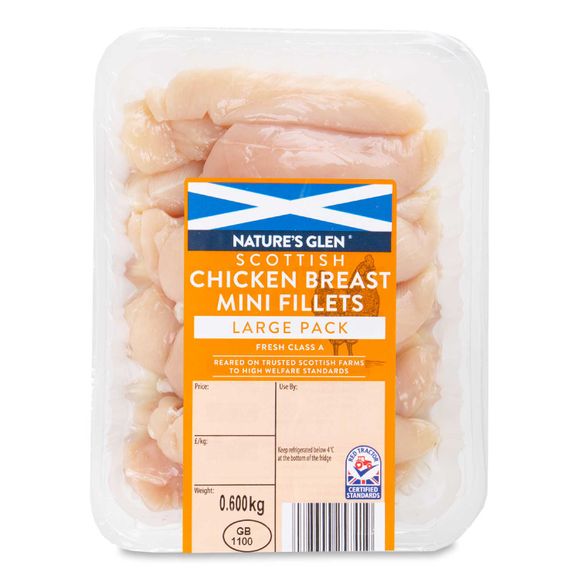 NATURE'S GLEN®
SCOTTISH
CHICKEN BREAST
MINI FILLETS
LARGE PACK
FRESH CLASS A
REARED ON TRUSTED SCOTTISH FARMS
TO HIGH WELFARE STANDARDS
Price:
Use By:
£/kg:
Keep refrigerated below 4°C
at the bottom of the fridge
RED TRACTOR
CERTIFIED
STANDARDS
Weight:
0.600kg
GB
1100